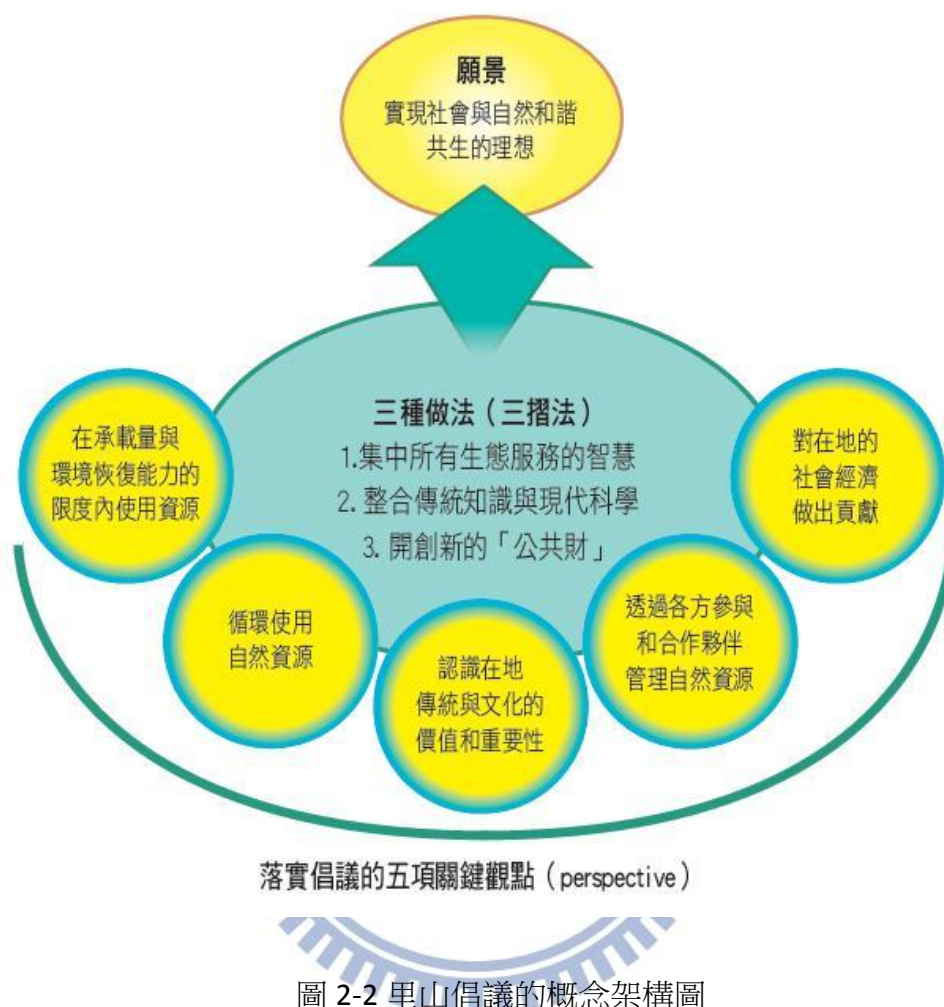 願景
實現社會與自然和諧
共生的理想
三種做法（三摺法）
1.集中所有生態服務的智慧
2. 整合傳統知識與現代科學
3. 開創新的「公共財」
在承載量與
環境恢復能力的
限度內使用資源
循環使用
自然資源
認識在地
傳統與文化的
價值和重要性
透過各方參與
和合作夥伴
管理自然資源
對在地的
社會經濟
做出貢獻
落實倡議的五項關鍵觀點（perspective）
圖 2-2 里山倡議的概念架構圖